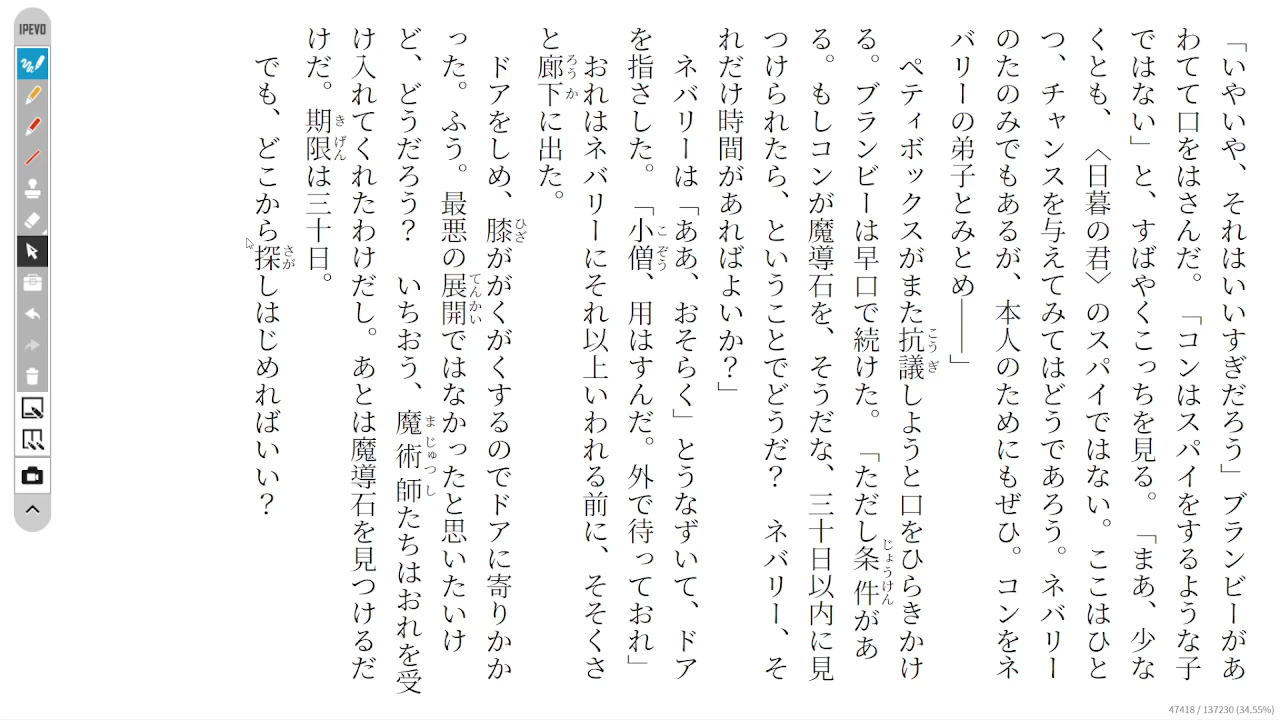 IPEVO
「いやいや、それはいいすぎだろう」ブランビーがあ
わてて口をはさんだ。「コンはスパイをするような子
ではない」と、すばやくこっちを見る。「まあ、少な
くとも、〈日暮の君〉のスパイではない。ここはひと
つ、チャンスを与えてみてはどうであろう。ネバリー
のたのみでもあるが、本人のためにもぜひ。コンをネ
バリーの弟子とみとめ――」
ペティボックスがまた抗議しようと口をひらきかけ
る。ブランビーは早口で続けた。「ただし条件があ
る。もしコンが魔導石を、そうだな、三十日以内に見
つけられたら、ということでどうだ？　ネバリー、そ
れだけ時間があればよいか？」
ネバリーは「ああ、おそらく」とうなずいて、ドア
を指さした。「小僧、用はすんだ。外で待っておれ」
おれはネバリーにそれ以上いわれる前に、そそくさ
と廊下に出た。
ドアをしめ、膝ががくがくするのでドアに寄りかか
った。ふう。最悪の展開ではなかったと思いたいけ
ど、どうだろう？　いちおう、魔術師たちはおれを受
け入れてくれたわけだし。あとは魔導石を見つけるだ
けだ。期限は三十日。
でも、どこから探しはじめればいい？
47418 / 137230 (34.55%)